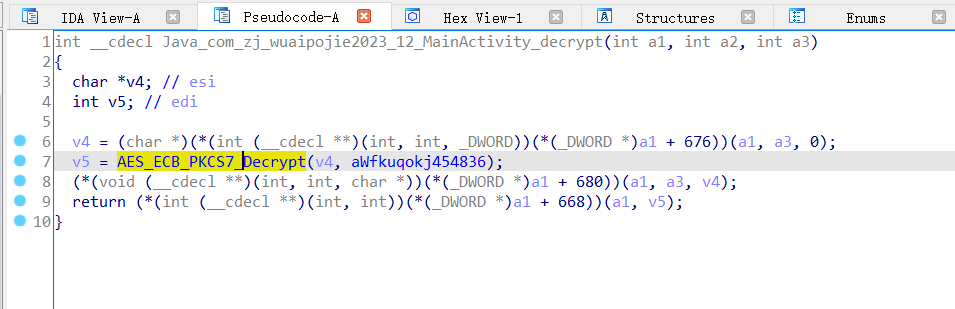 IDA View-A Pseudocode-A Hex View-1 Structures Enums
1 int __cdecl Java_com_zj_wuaipojie2023_12_MainActivity_decrypt(int a1, int a2, int a3)
2 {
3 char *v4; // esi
4 int v5; // edi
5
6 v4 = (char *)(*(int (__cdecl **)(int, int, _DWORD))(*(_DWORD *)a1 + 676))(a1, a3, 0);
7 v5 = AES_ECB_PKCS7_Decrypt(v4, aWfkuqokj454836);
8 (*(void (__cdecl **)(int, int, char *))(*(_DWORD *)a1 + 680))(a1, a3, v4);
9 return (*(int (__cdecl **)(int, int))(*(_DWORD *)a1 + 668))(a1, v5);
10 }